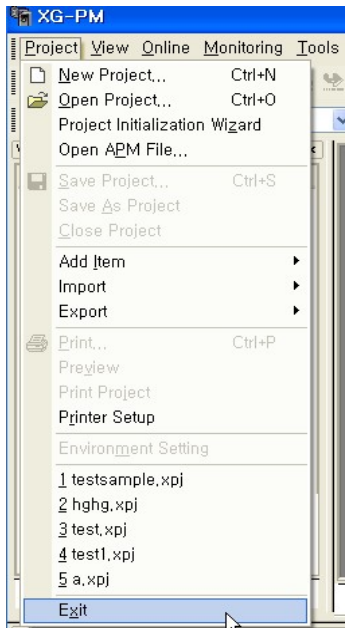 XG-PM
Project View Online Monitoring Tools
New Project... Ctrl+N
Open Project... Ctrl+O
Project Initialization Wizard
Open APM File...
Save Project... Ctrl+S
Save As Project
Close Project
Add Item
Import
Export
Print... Ctrl+P
Preview
Print Project
Printer Setup
Environment Setting
1 testsample.xpj
2 hghg.xpj
3 test.xpj
4 test1.xpj
5 a.xpj
Exit